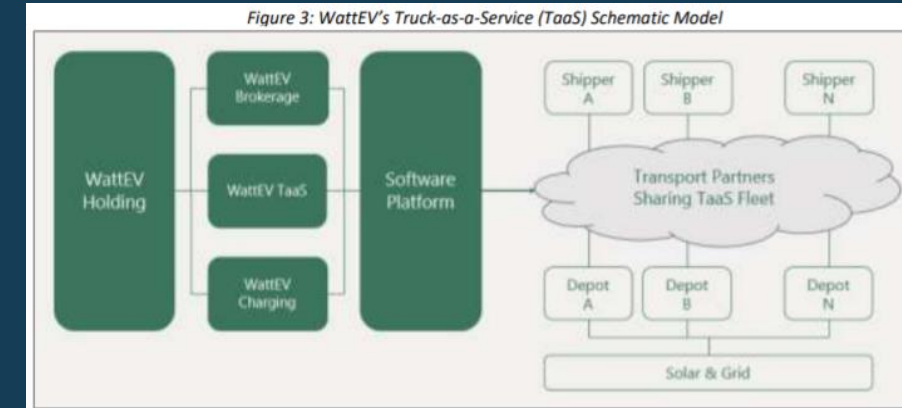 Figure 3: WattEV's Truck-as-a-Service (TaaS) Schematic Model
WattEV
Holding
WattEV
Brokerage
WattEV TaaS
WattEV
Charging
Software
Platform
Shipper
A
Shipper
B
Shipper
N
Transport Partners
Sharing TaaS Fleet
Depot
A
Depot
B
Depot
N
Solar & Grid